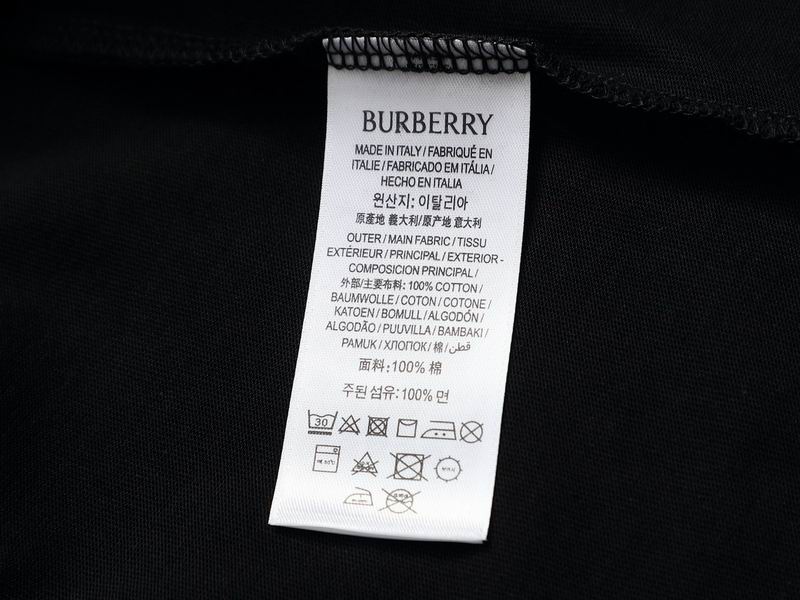 BURBERRY
MADE IN ITALY / FABRIQUÉ EN
ITALIE / FABRICADO EM ITÁLIA /
HECHO EN ITALIA
원산지: 이탈리아
原產地 義大利/原产地 意大利
OUTER / MAIN FABRIC / TISSU
EXTÉRIEUR / PRINCIPAL / EXTERIOR -
COMPOSICION PRINCIPAL /
外部/主要布料: 100% COTTON /
BAUMWOLLE / COTON / COTONE /
KATOEN / BOMULL / ALGODÓN /
ALGODÃO / PUUVILLA / BAMBAKI /
PAMUK / ХЛОПОК / 棉 / قطن
面料: 100% 棉
주된 섬유: 100% 면
30